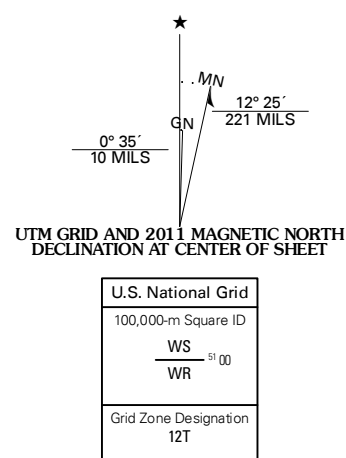 ★
MN
12° 25´
221 MILS
GN
0° 35´
10 MILS
UTM GRID AND 2011 MAGNETIC NORTH
DECLINATION AT CENTER OF SHEET
U.S. National Grid
100,000-m Square ID
WS
51 00
WR
Grid Zone Designation
12T